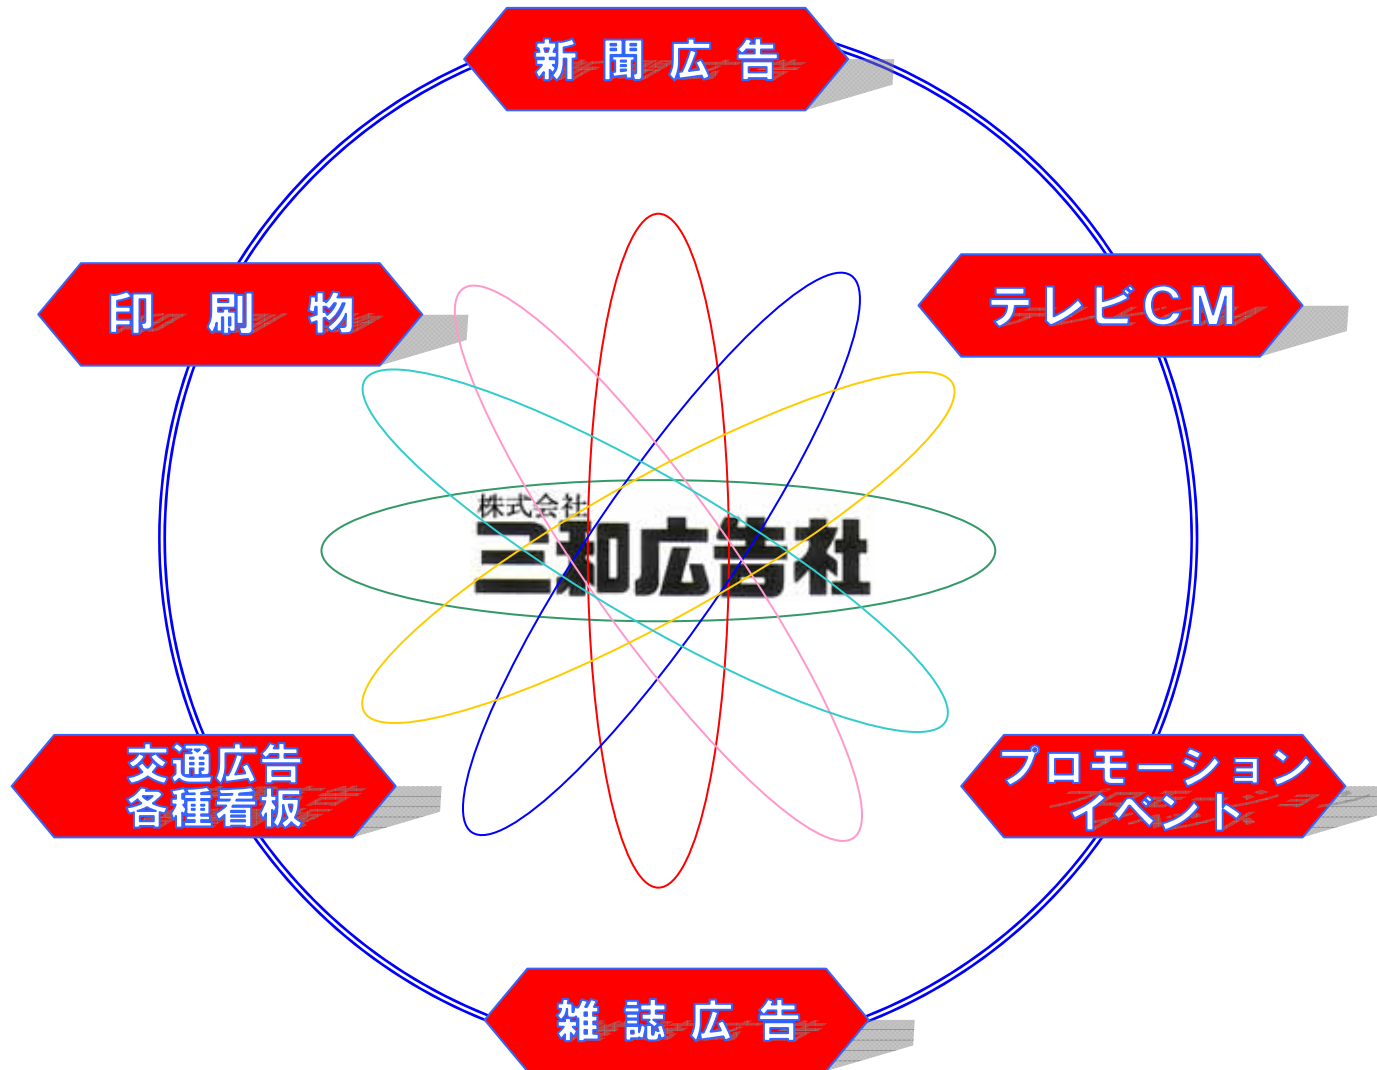 新聞広告
印刷物
テレビCM
株式会社
三和広告社
交通広告
各種看板
プロモーション
イベント
雑誌広告